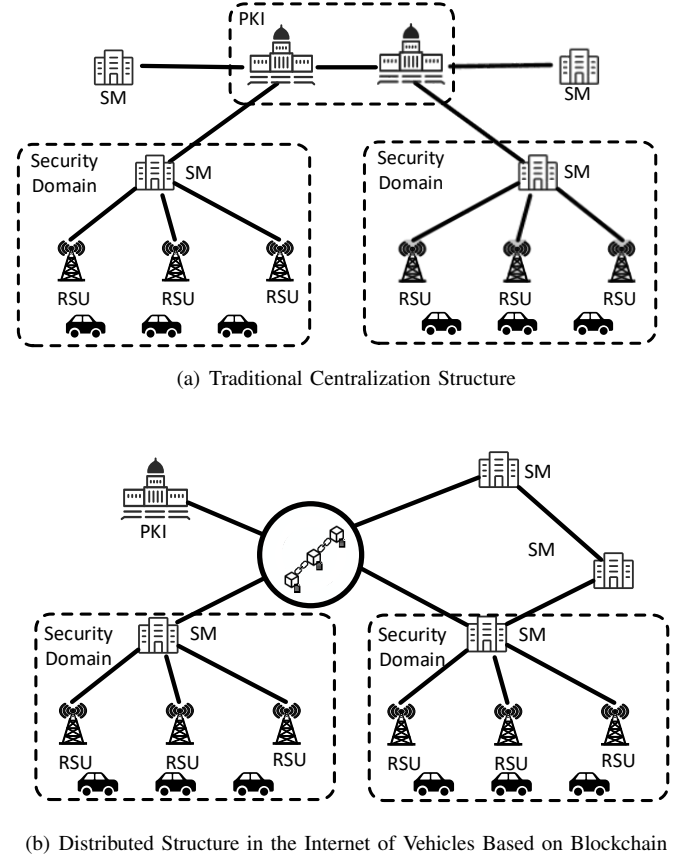 PKI
SM
SM
Security
Domain
SM
Security
Domain
SM
RSU
RSU
RSU
RSU
RSU
RSU
(a) Traditional Centralization Structure
SM
PKI
SM
Security
Domain
SM
Security
Domain
SM
RSU
RSU
RSU
RSU
RSU
RSU
(b) Distributed Structure in the Internet of Vehicles Based on Blockchain